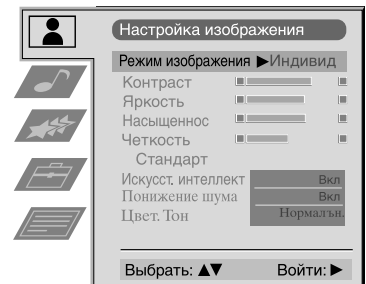 Настройка изображения
Режим изображения ▶Индивид
Контраст
Яркость
Насыщеннос
Четкость
Стандарт
Искусст. интеллект Вкл
Понижение шума Вкл
Цвет. Тон Нормалън.
Выбрать: ▲▼ Войти: ▶